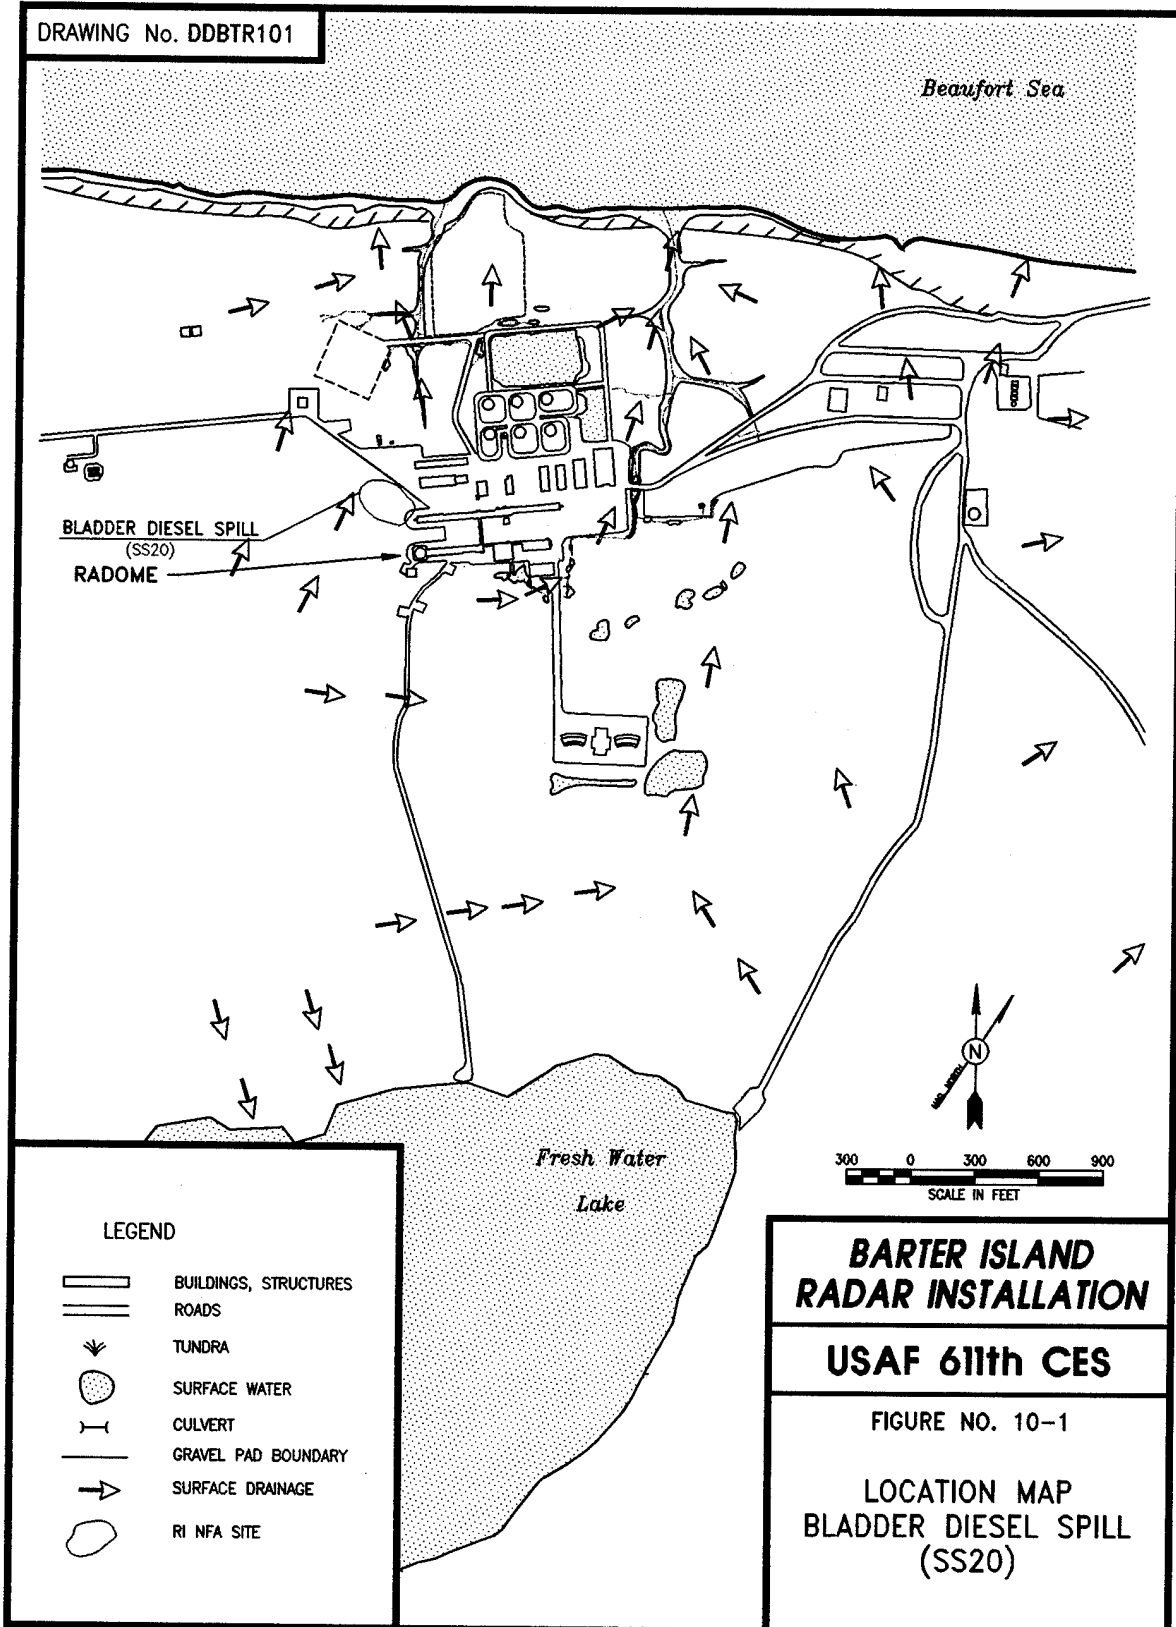 DRAWING No. DDBTR101
Beaufort Sea
BLADDER DIESEL SPILL
(SS20)
RADOME
N
MAG NORTH
300 0 300 600 900
SCALE IN FEET
Fresh Water
Lake
LEGEND
BUILDINGS, STRUCTURES
ROADS
TUNDRA
SURFACE WATER
CULVERT
GRAVEL PAD BOUNDARY
SURFACE DRAINAGE
RI NFA SITE
BARTER ISLAND
RADAR INSTALLATION
USAF 611th CES
FIGURE NO. 10-1
LOCATION MAP
BLADDER DIESEL SPILL
(SS20)